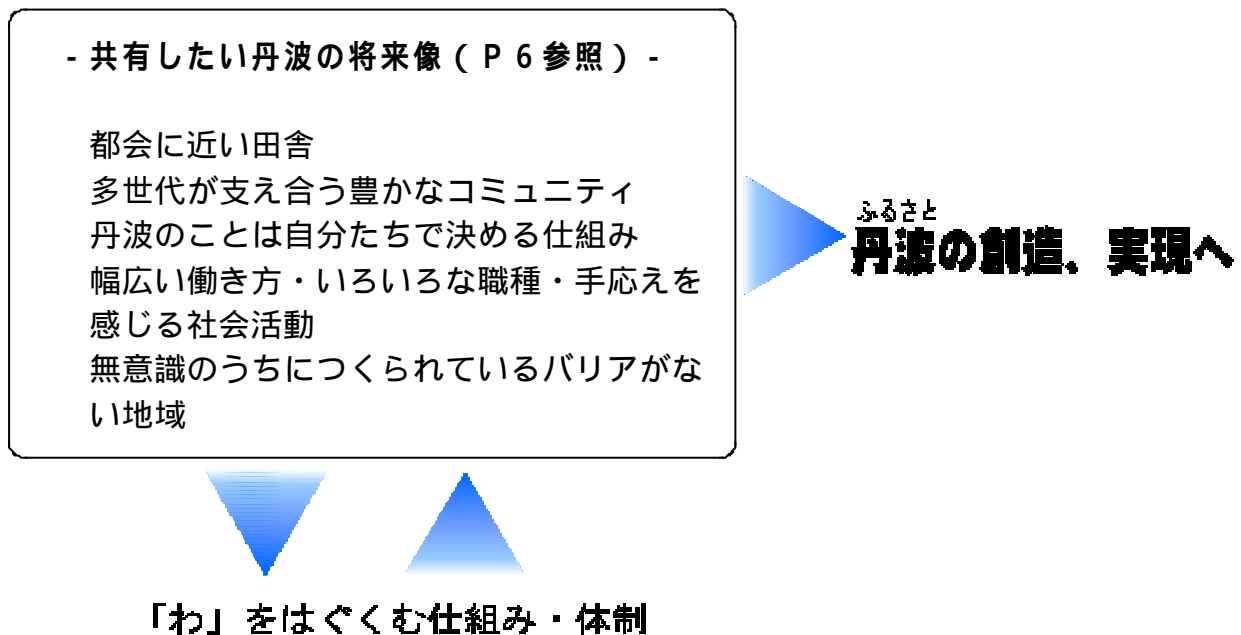 - 共有したい丹波の将来像（Ｐ６参照）-
都会に近い田舎
多世代が支え合う豊かなコミュニティ
丹波のことは自分たちで決める仕組み
幅広い働き方・いろいろな職種・手応えを
感じる社会活動
無意識のうちにつくられているバリアがな
い地域
ふるさと
丹波の創造、実現へ
「わ」をはぐくむ仕組み・体制